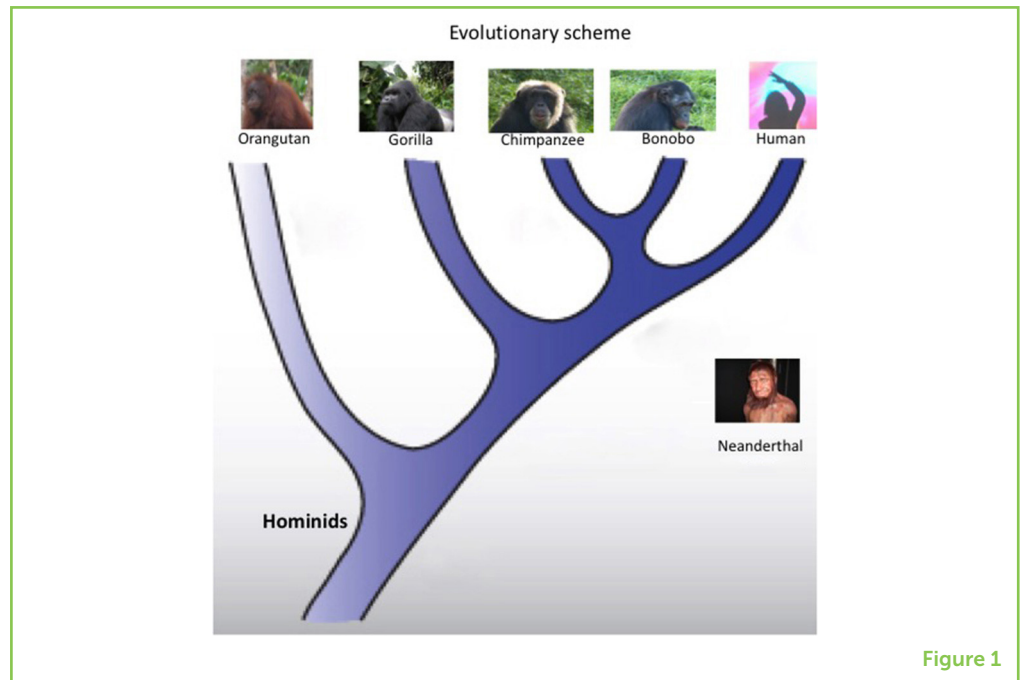 Evolutionary scheme
Orangutan
Gorilla
Chimpanzee
Bonobo
Human
Neanderthal
Hominids
Figure 1